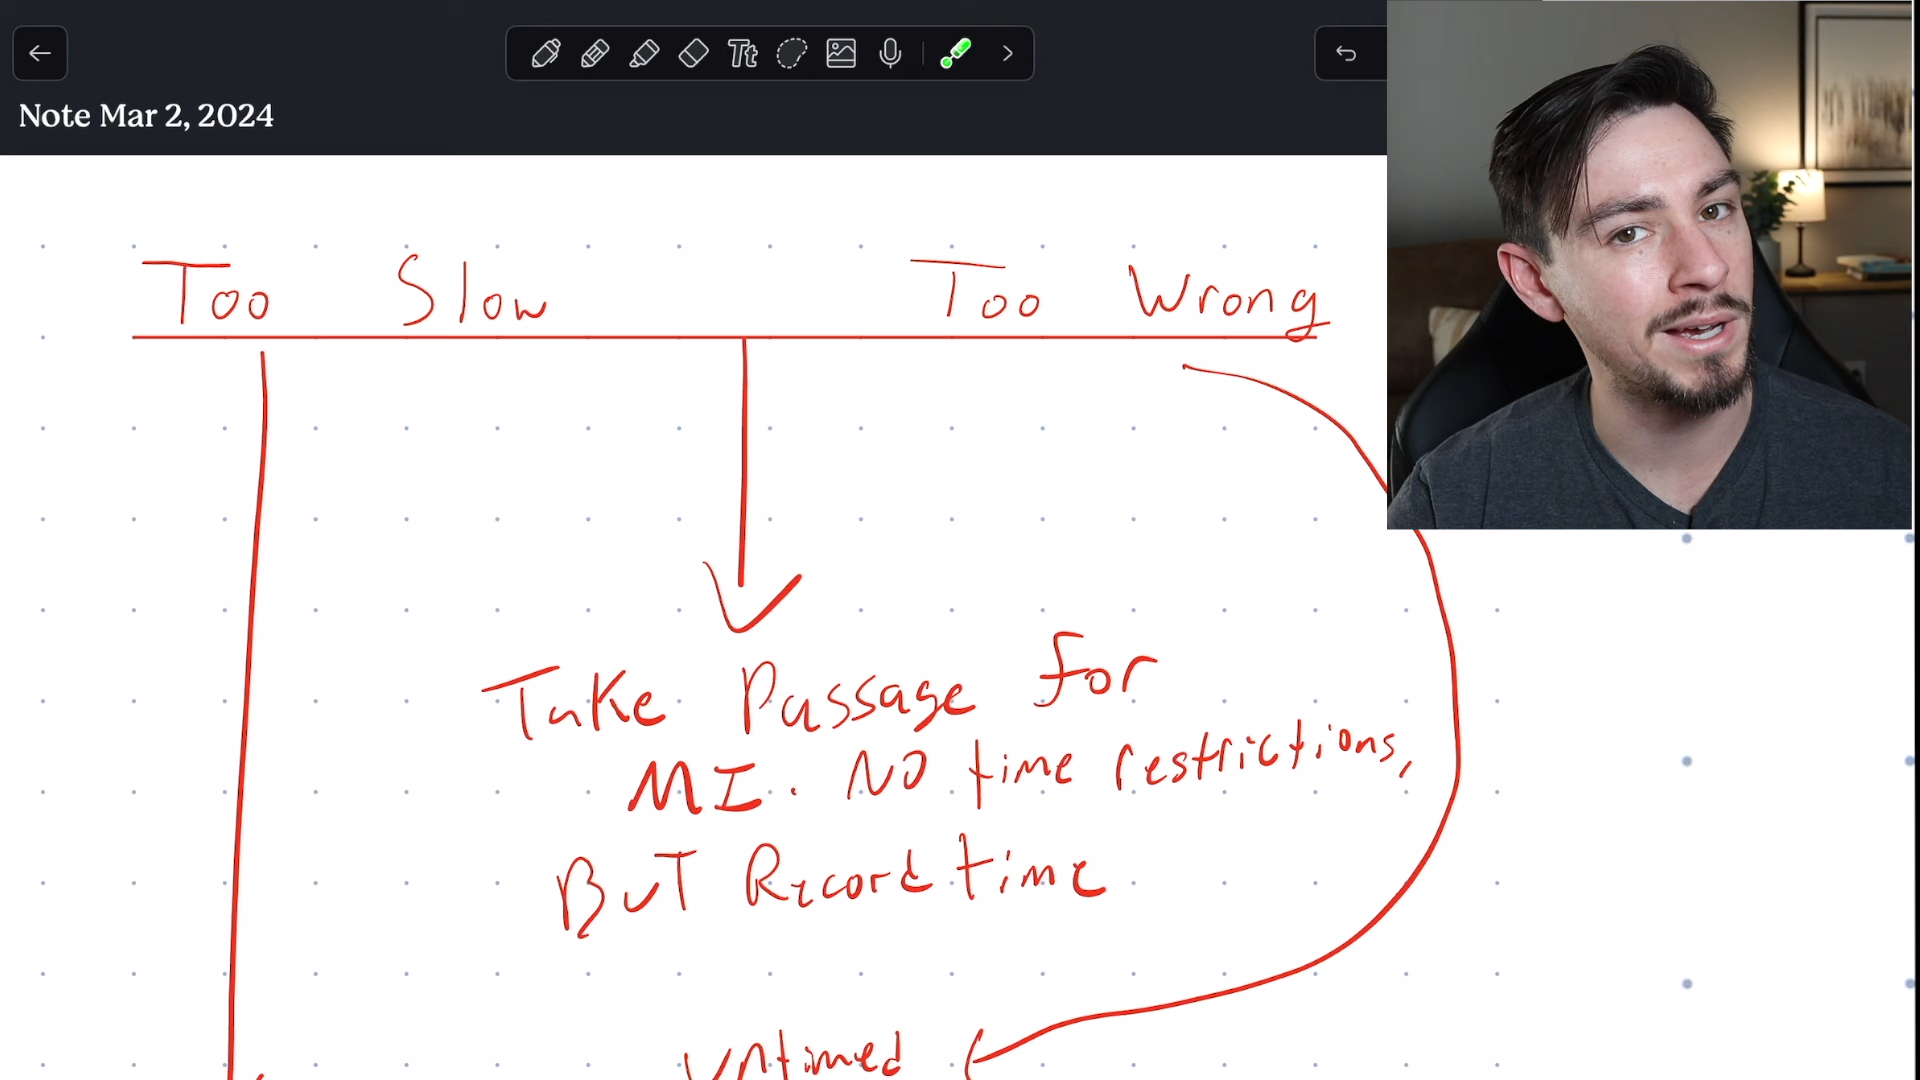 Tt
Note Mar 2, 2024
Too Slow Too Wrong
Take Passage for
MI. NO time restrictions,
BuT Record time
Untimed